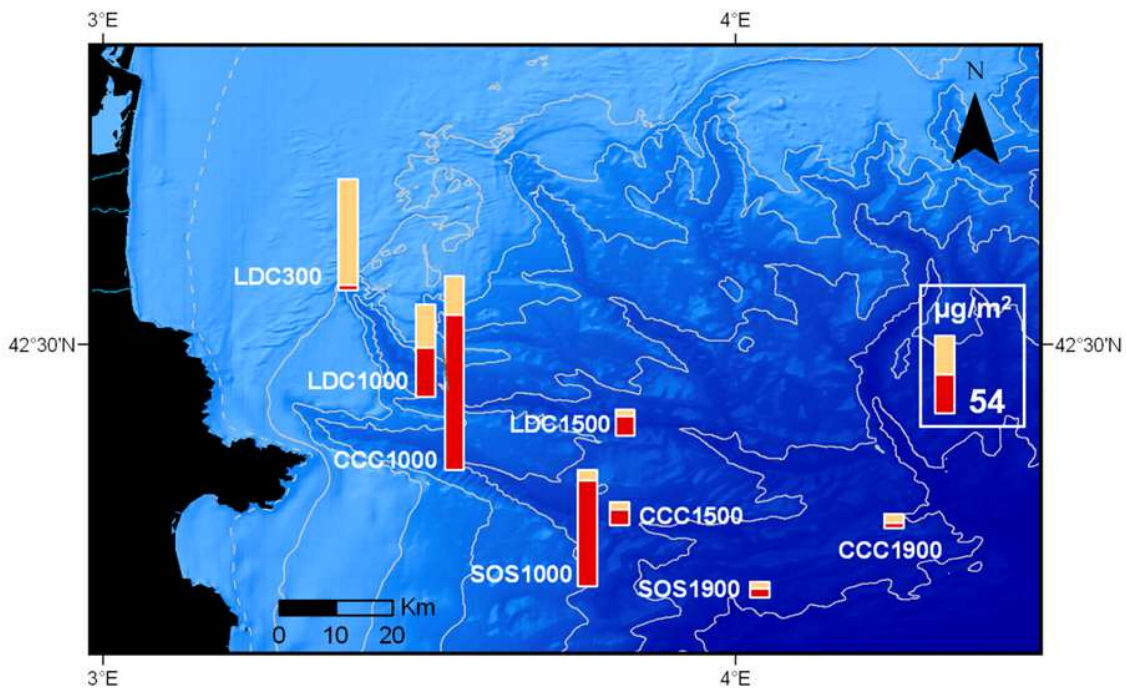 3°E
4°E
N
LDC300
µg/m²
42°30'N
42°30'N
LDC1000
54
LDC1500
CCC1000
CCC1500
CCC1900
SOS1000
SOS1900
Km
0 10 20
3°E
4°E